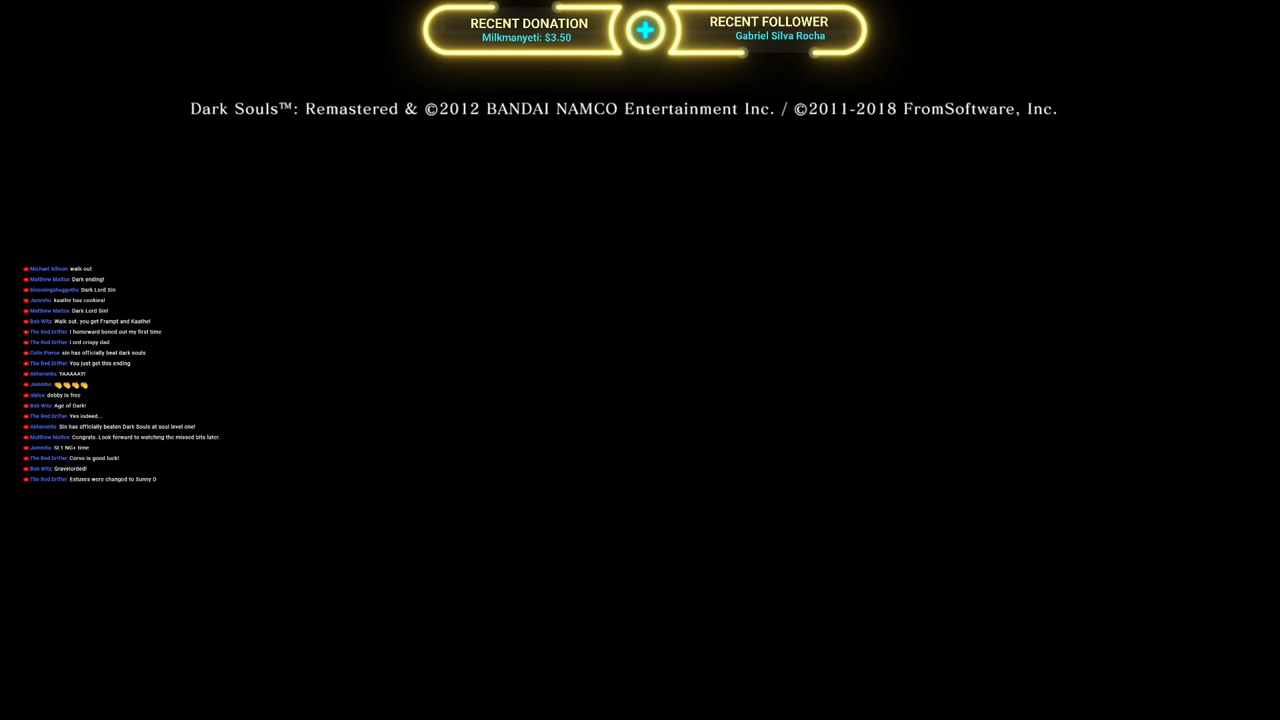 RECENT DONATION
Milkmanyeti: $3.50
RECENT FOLLOWER
Gabriel Silva Rocha
Dark Souls™: Remastered & ©2012 BANDAI NAMCO Entertainment Inc. / ©2011-2018 FromSoftware, Inc.
Michael Allison: walk out
Matthew Mattox: Dark ending!
bloomingshoggoths: Dark Lord Sin
Jammho: kaathe has cookies!
Matthew Mattox: Dark Lord Sin!
Bob Witz: Walk out, you get Frampt and Kaathe!
The Red Drifter: I homeward boned out my first time
The Red Drifter: Lord crispy dad
Colin Pierce: sin has officially beat dark souls
The Red Drifter: You just get this ending
Akherontis: YAAAAAY!
Jammho: 👏👏👏👏
idylex: dobby is free
Bob Witz: Age of Dark!
The Red Drifter: Yes indeed...
Akherontis: Sin has officially beaten Dark Souls at soul level one!
Matthew Mattox: Congrats. Look forward to watching the missed bits later.
Jammho: SL1 NG+ time
The Red Drifter: Corvo is good luck!
Bob Witz: Gravelorded!
The Red Drifter: Estuses were changed to Sunny D